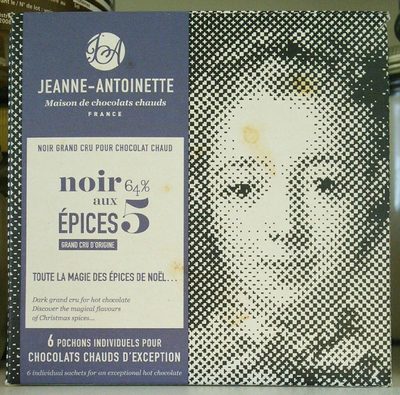 JA
JEANNE-ANTOINETTE
Maison de chocolats chauds
FRANCE
NOIR GRAND CRU POUR CHOCOLAT CHAUD
noir 64%
aux
ÉPICES 5
GRAND CRU D'ORIGINE
TOUTE LA MAGIE DES ÉPICES DE NOËL...
Dark grand cru for hot chocolate
Discover the magical flavours
of Christmas spices...
6 POCHONS INDIVIDUELS POUR
CHOCOLATS CHAUDS D'EXCEPTION
6 individual sachets for an exceptional hot chocolate